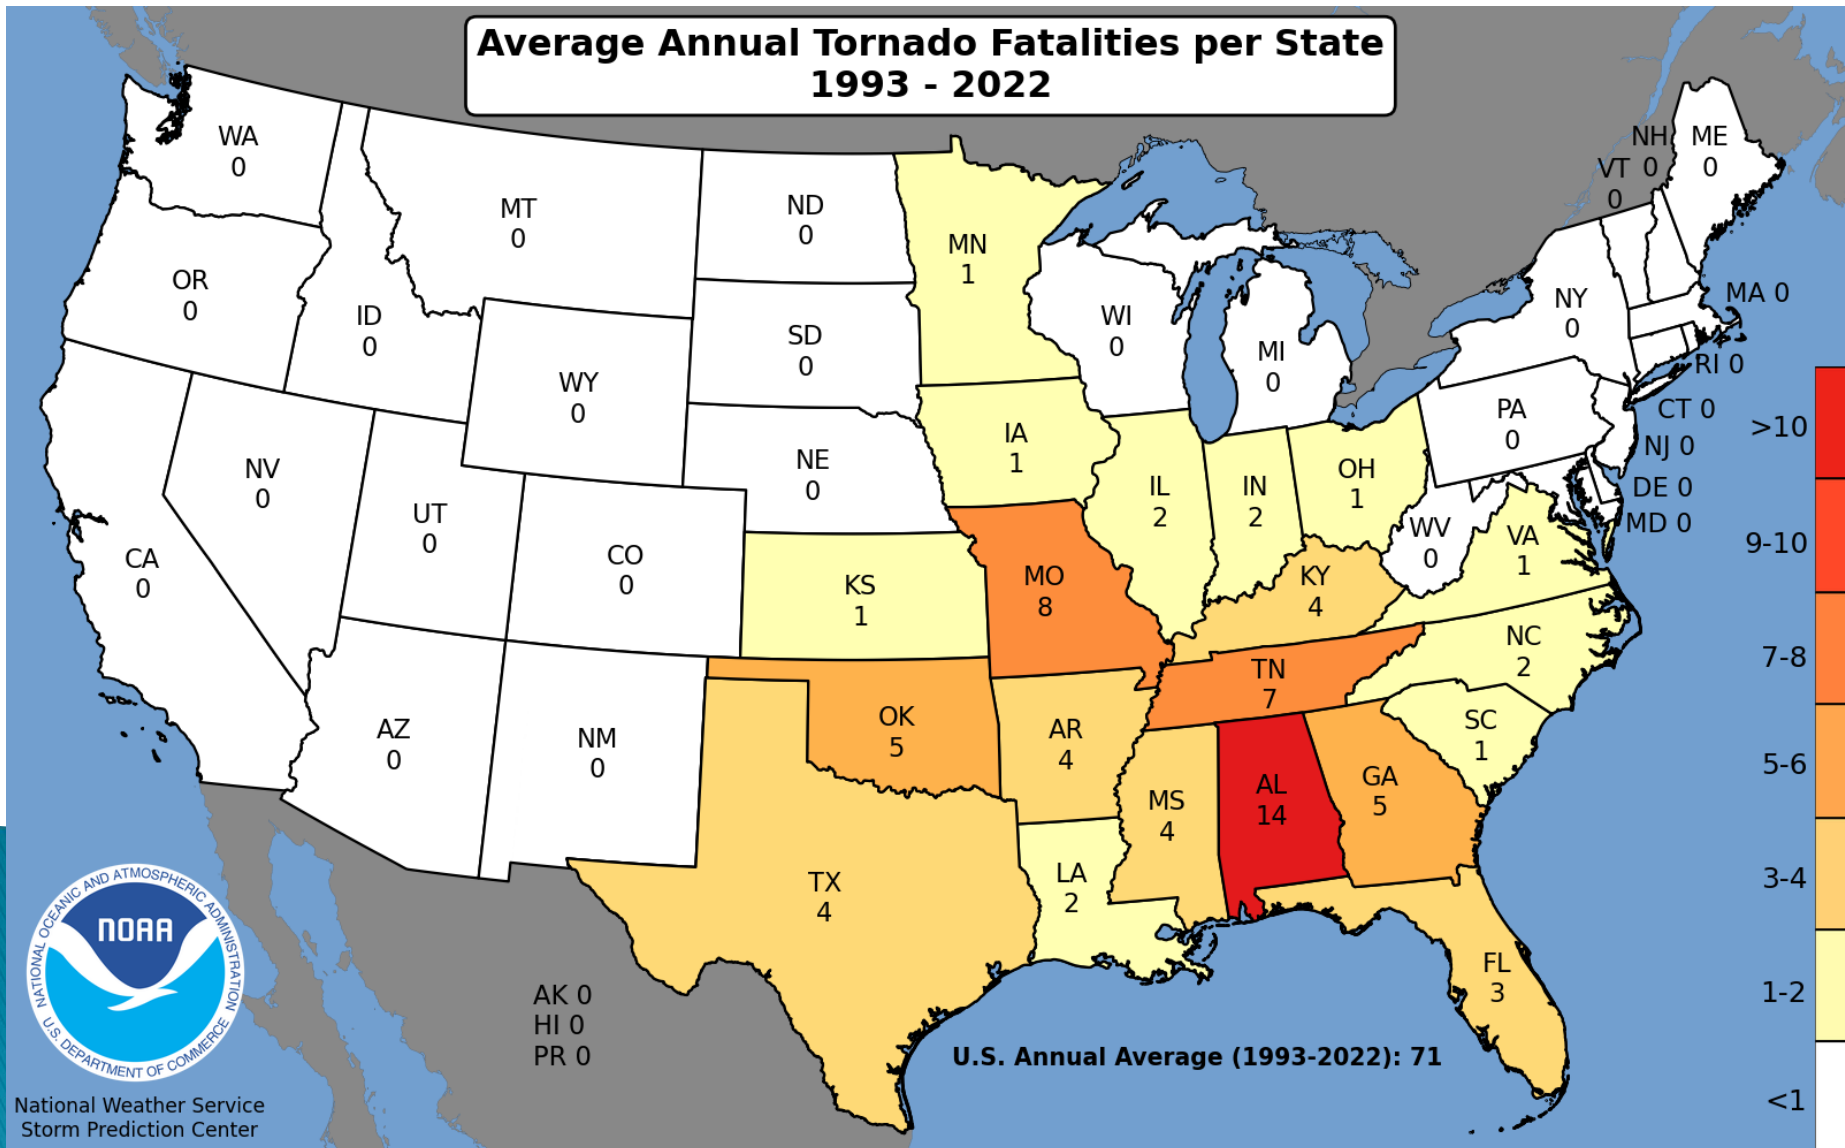 Average Annual Tornado Fatalities per State
1993 - 2022
WA
0
OR
0
CA
0
NV
0
ID
0
MT
0
WY
0
UT
0
AZ
0
CO
0
NM
0
ND
0
SD
0
NE
0
KS
1
OK
5
TX
4
MN
1
IA
1
MO
8
AR
4
LA
2
WI
0
IL
2
MI
0
IN
2
OH
1
KY
4
TN
7
MS
4
AL
14
GA
5
FL
3
SC
1
NC
2
VA
1
WV
0
PA
0
NY
0
VT
0
NH
0
ME
0
MA 0
RI 0
CT 0
NJ 0
DE 0
MD 0
>10
9-10
7-8
5-6
3-4
1-2
<1
AK 0
HI 0
PR 0
U.S. Annual Average (1993-2022): 71
NATIONAL OCEANIC AND ATMOSPHERIC ADMINISTRATION
NOAA
U.S. DEPARTMENT OF COMMERCE
National Weather Service
Storm Prediction Center